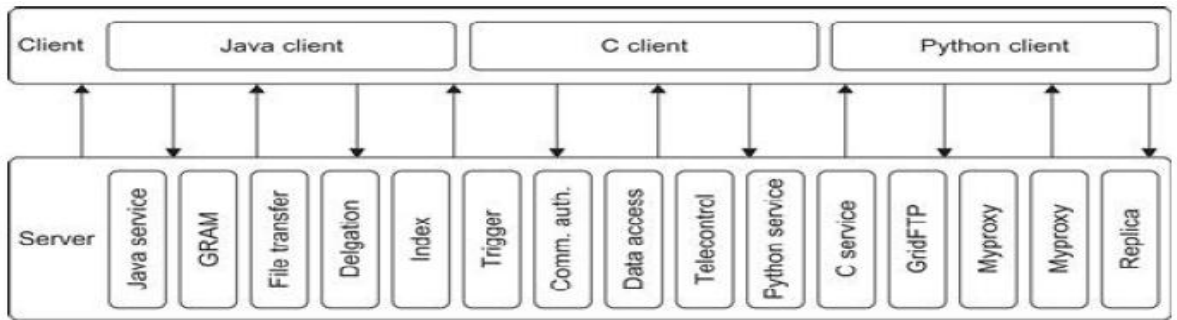 Client
Java client
C client
Python client
Server
Java service
GRAM
File transfer
Delgation
Index
Trigger
Comm. auth.
Data access
Telecontrol
Python service
C service
GridFTP
Myproxy
Myproxy
Replica